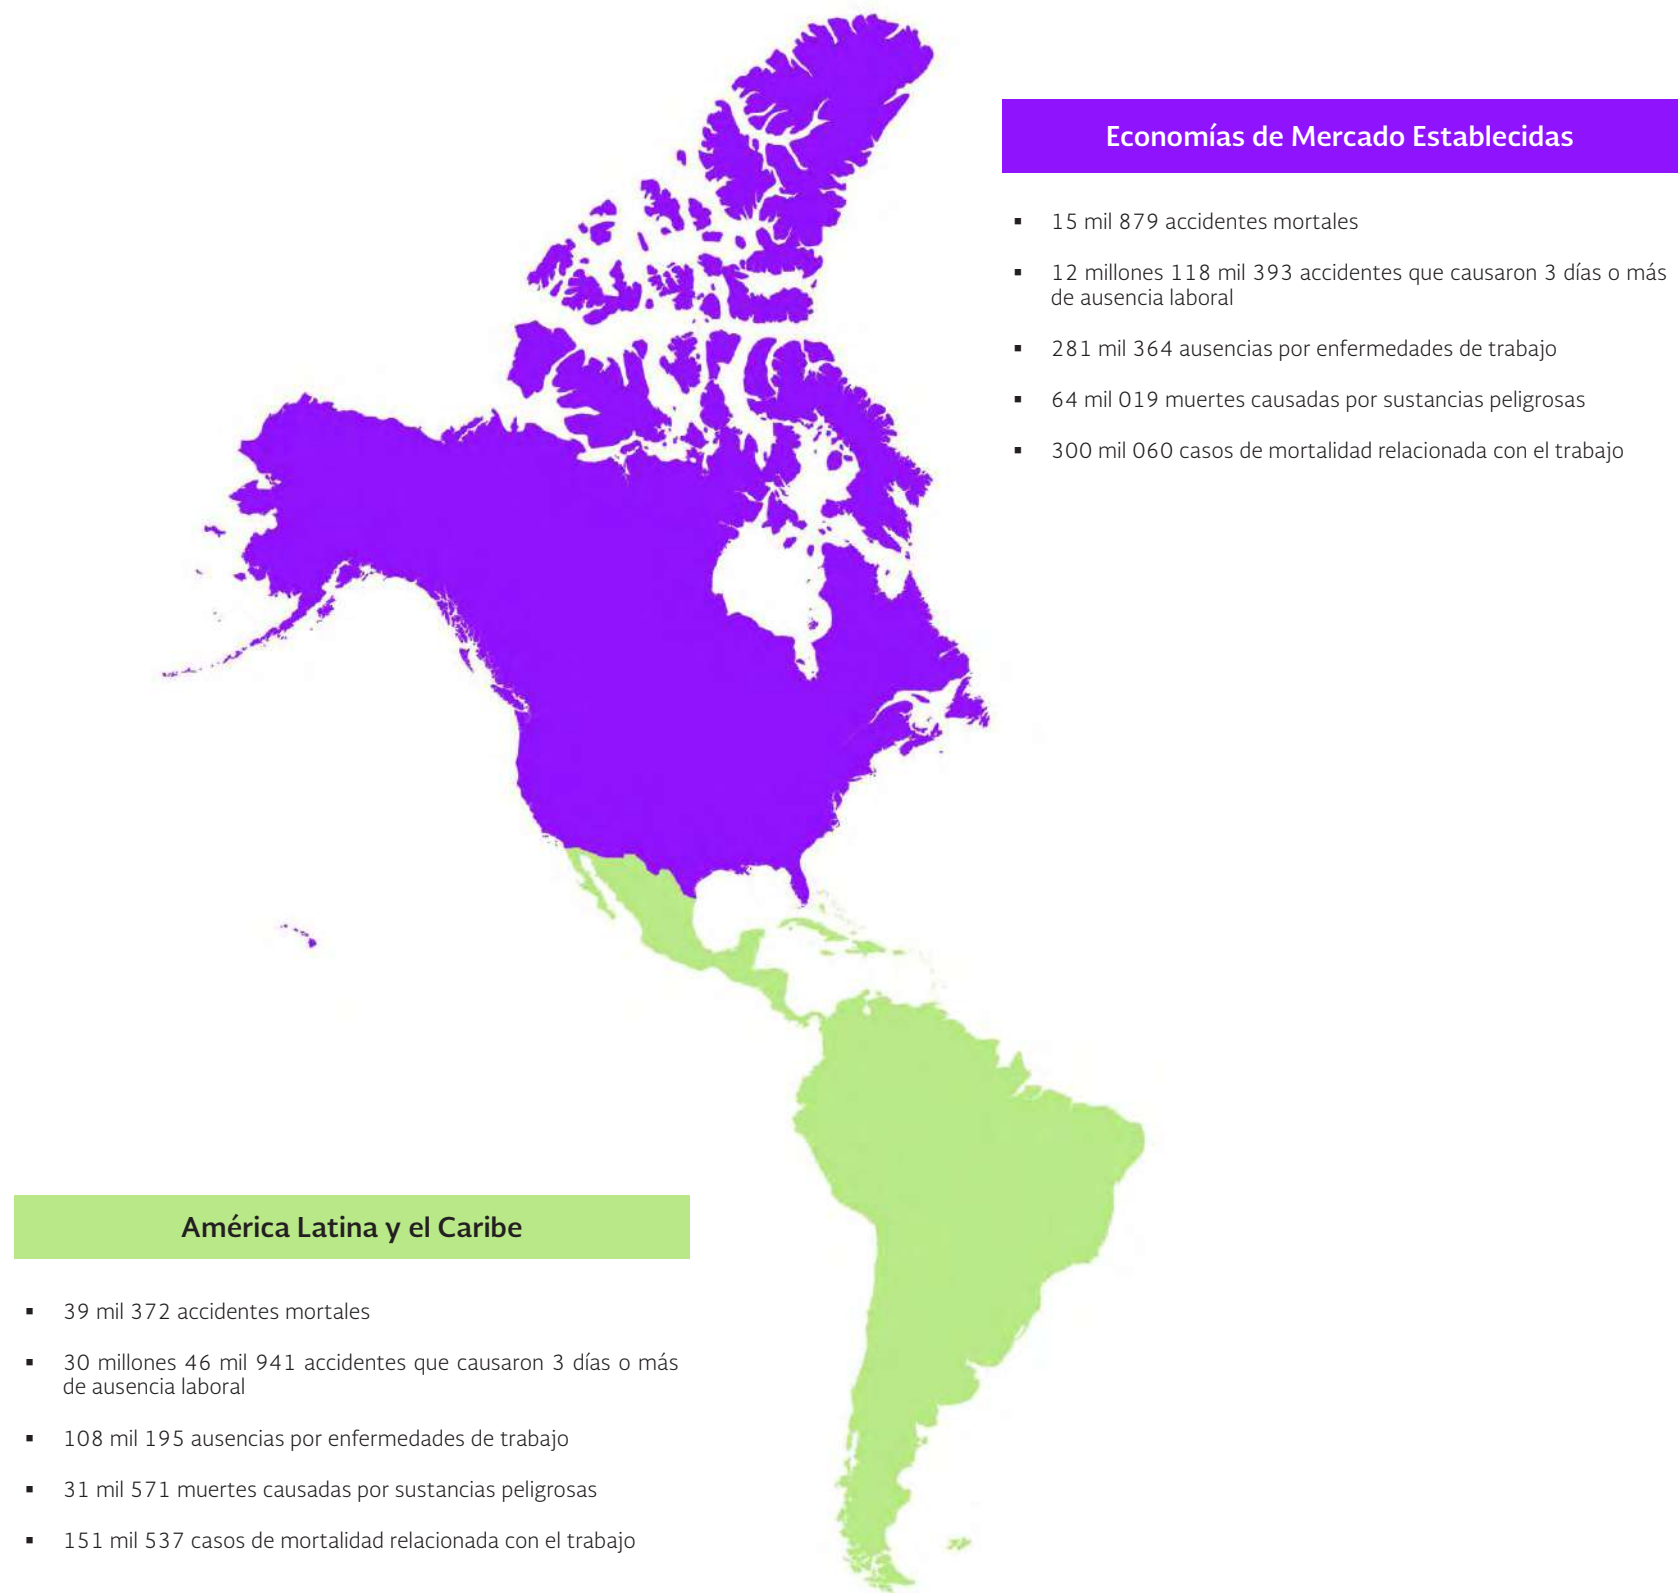 Economías de Mercado Establecidas
▪ 15 mil 879 accidentes mortales
▪ 12 millones 118 mil 393 accidentes que causaron 3 días o más
de ausencia laboral
▪ 281 mil 364 ausencias por enfermedades de trabajo
▪ 64 mil 019 muertes causadas por sustancias peligrosas
▪ 300 mil 060 casos de mortalidad relacionada con el trabajo
América Latina y el Caribe
▪ 39 mil 372 accidentes mortales
▪ 30 millones 46 mil 941 accidentes que causaron 3 días o más
de ausencia laboral
▪ 108 mil 195 ausencias por enfermedades de trabajo
▪ 31 mil 571 muertes causadas por sustancias peligrosas
▪ 151 mil 537 casos de mortalidad relacionada con el trabajo